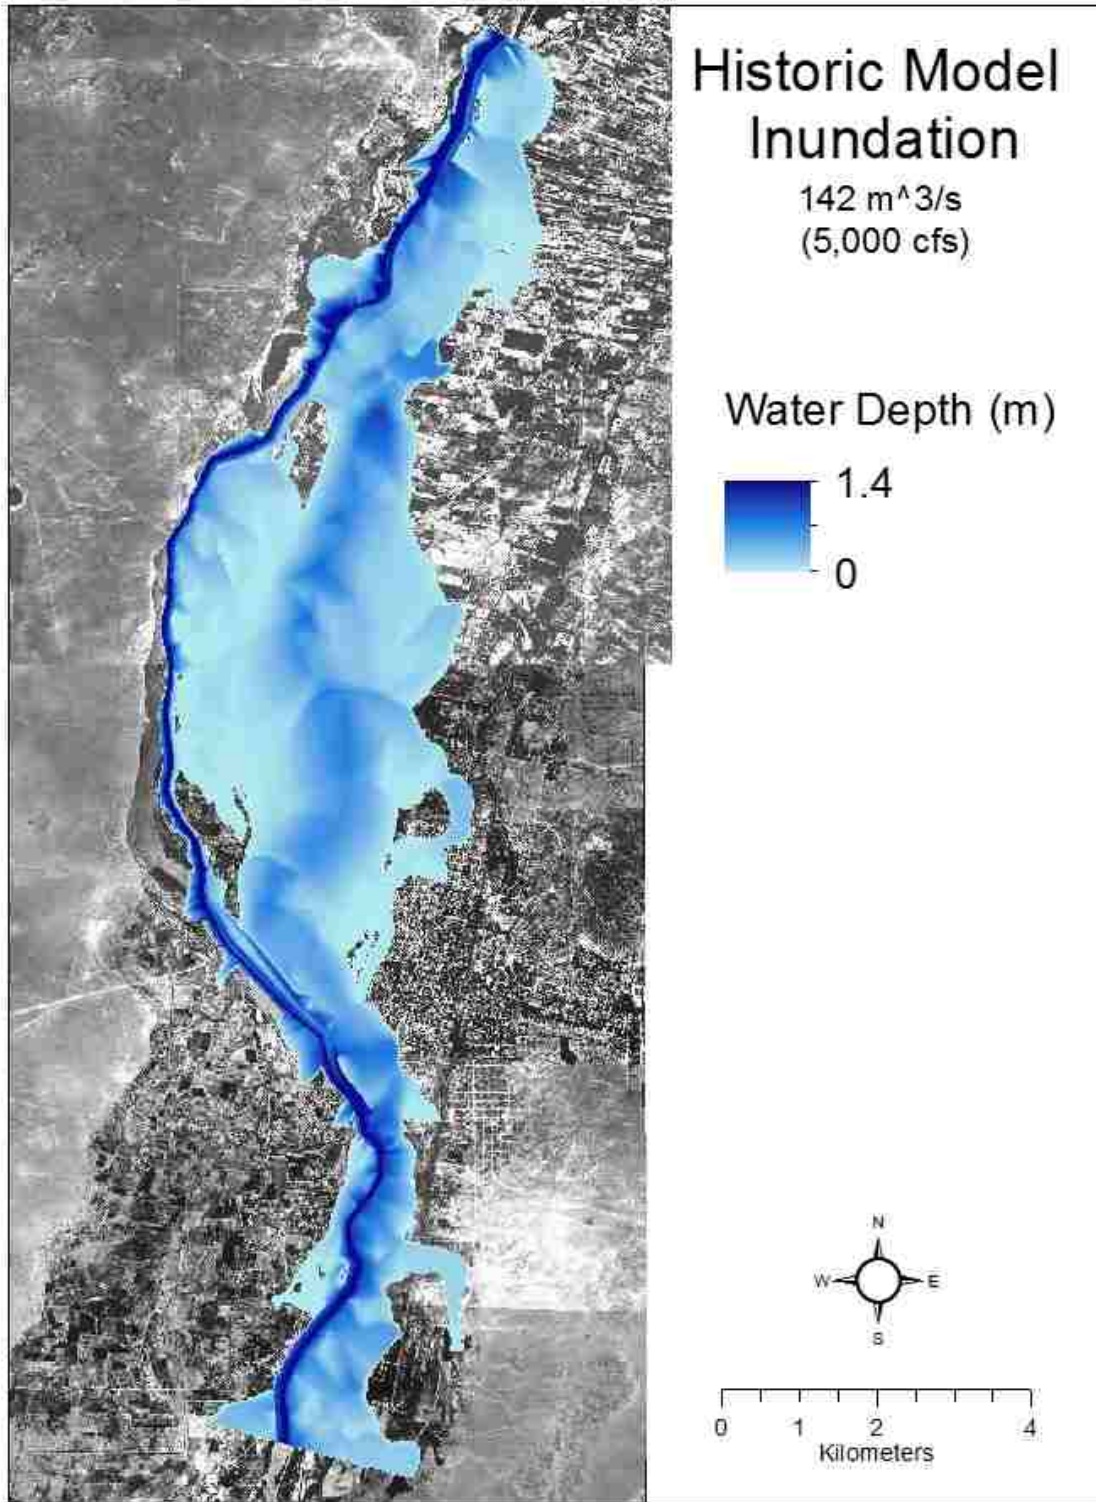 Historic Model
Inundation
142 m^3/s
(5,000 cfs)
Water Depth (m)
1.4
0
N
W E
S
0 1 2 4
Kilometers